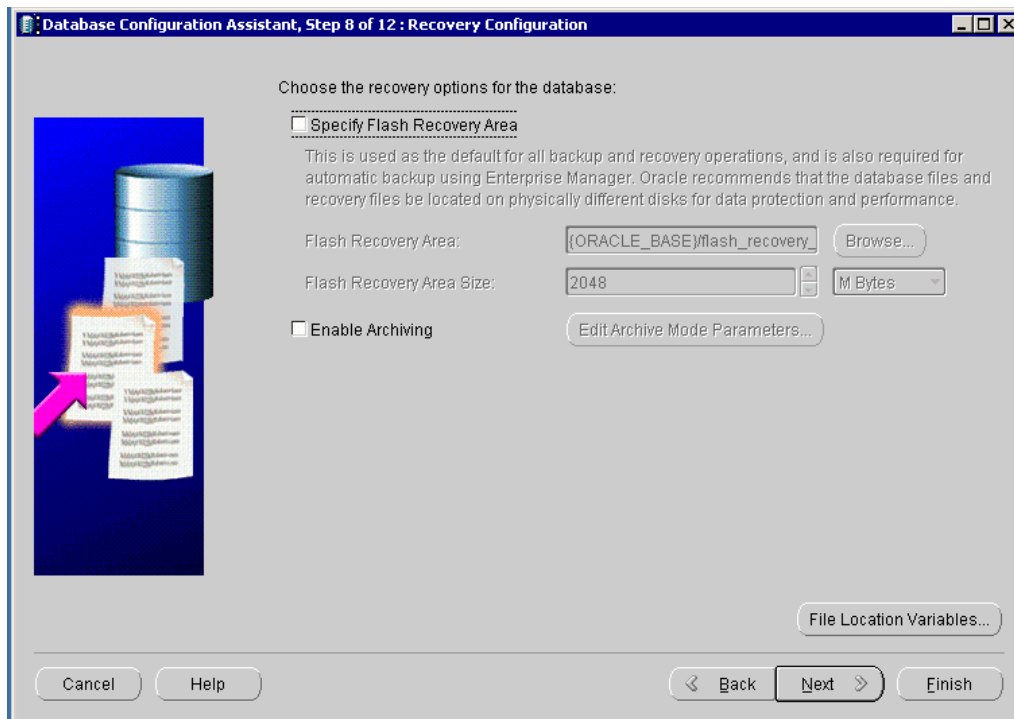 Database Configuration Assistant, Step 8 of 12 : Recovery Configuration
Choose the recovery options for the database:
Specify Flash Recovery Area
This is used as the default for all backup and recovery operations, and is also required for
automatic backup using Enterprise Manager. Oracle recommends that the database files and
recovery files be located on physically different disks for data protection and performance.
Flash Recovery Area: {ORACLE_BASE}/flash_recovery_ Browse...
Flash Recovery Area Size: 2048 M Bytes
Enable Archiving Edit Archive Mode Parameters...
File Location Variables...
Cancel Help Back Next Finish